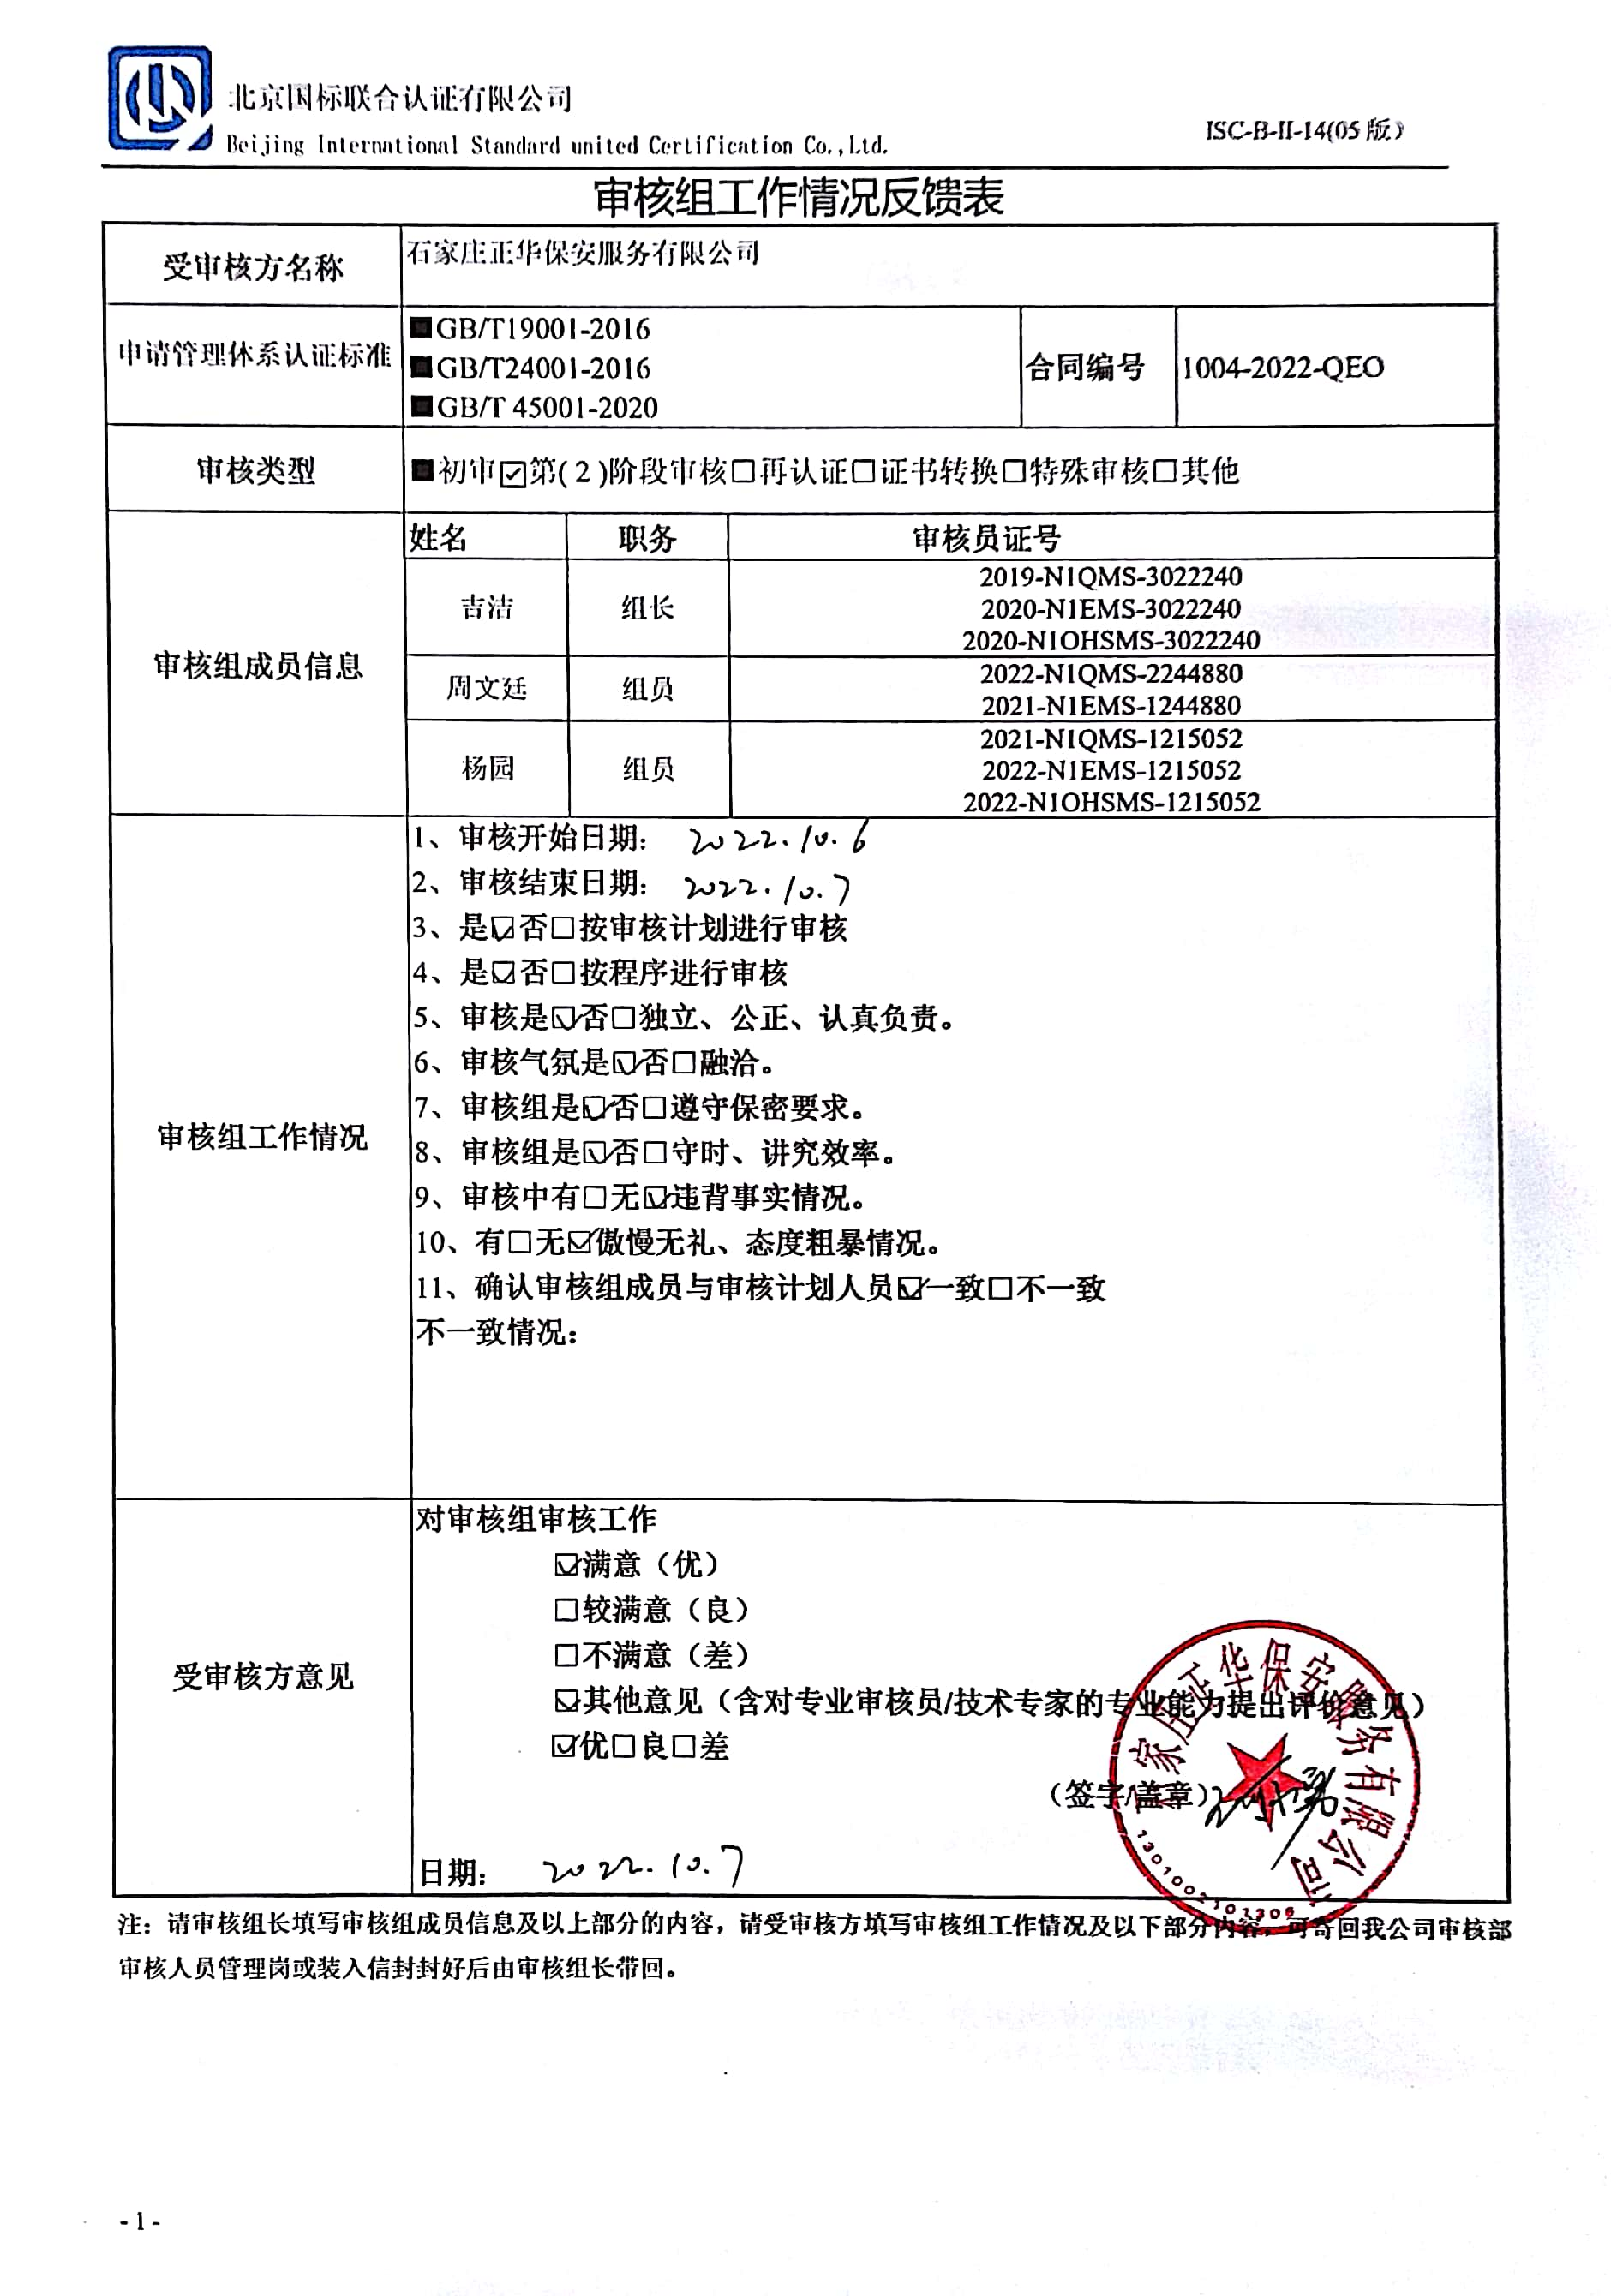 北京国标联合认证有限公司
Beijing International Standard united Certification Co.,Ltd.
ISC-B-II-14(05版)
审核组工作情况反馈表
受审核方名称
石家庄正华保安服务有限公司
申请管理体系认证标准
■GB/T19001-2016
■GB/T24001-2016
■GB/T 45001-2020
合同编号
1004-2022-QEO
审核类型
■初审☑第(2)阶段审核□再认证□证书转换□特殊审核□其他
审核组成员信息
姓名 职务 审核员证号
吉洁 组长
2019-N1QMS-3022240
2020-N1EMS-3022240
2020-N1OHSMS-3022240
周文廷 组员
2022-N1QMS-2244880
2021-N1EMS-1244880
杨园 组员
2021-N1QMS-1215052
2022-N1EMS-1215052
2022-N1OHSMS-1215052
审核组工作情况
1、审核开始日期： 2022.10.6
2、审核结束日期： 2022.10.7
3、是☑否□按审核计划进行审核
4、是☑否□按程序进行审核
5、审核是☑否□独立、公正、认真负责。
6、审核气氛是☑否□融洽。
7、审核组是☑否□遵守保密要求。
8、审核组是☑否□守时、讲究效率。
9、审核中有□无☑违背事实情况。
10、有□无☑傲慢无礼、态度粗暴情况。
11、确认审核组成员与审核计划人员☑一致□不一致
不一致情况：
受审核方意见
对审核组审核工作
☑满意（优）
□较满意（良）
□不满意（差）
☑其他意见（含对专业审核员/技术专家的专业能力提出评价意见）
☑优□良□差
（签字/盖章）
石家庄正华保安服务有限公司
1301002101306
日期： 2022.10.7
注：请审核组长填写审核组成员信息及以上部分的内容，请受审核方填写审核组工作情况及以下部分内容，可寄回我公司审核部
审核人员管理岗或装入信封封好后由审核组长带回。
- 1 -